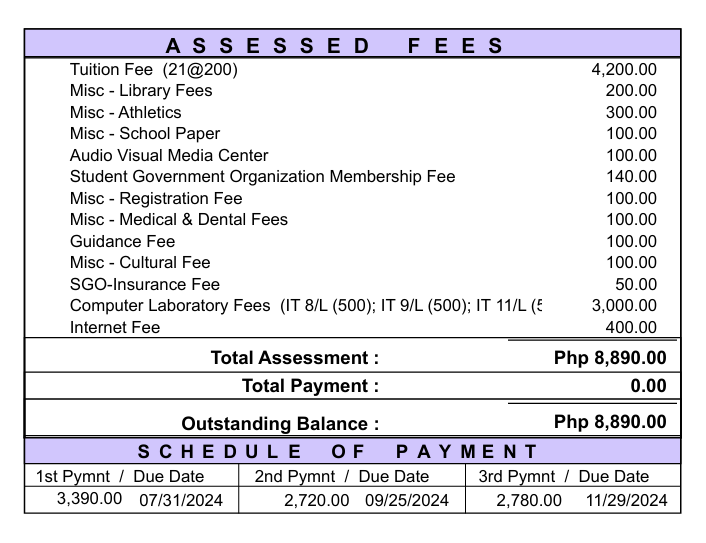 ASSESSED FEES
Tuition Fee (21@200) 4,200.00
Misc - Library Fees 200.00
Misc - Athletics 300.00
Misc - School Paper 100.00
Audio Visual Media Center 100.00
Student Government Organization Membership Fee 140.00
Misc - Registration Fee 100.00
Misc - Medical & Dental Fees 100.00
Guidance Fee 100.00
Misc - Cultural Fee 100.00
SGO-Insurance Fee 50.00
Computer Laboratory Fees (IT 8/L (500); IT 9/L (500); IT 11/L (5 3,000.00
Internet Fee 400.00
Total Assessment : Php 8,890.00
Total Payment : 0.00
Outstanding Balance : Php 8,890.00
SCHEDULE OF PAYMENT
1st Pymnt / Due Date 2nd Pymnt / Due Date 3rd Pymnt / Due Date
3,390.00 07/31/2024 2,720.00 09/25/2024 2,780.00 11/29/2024